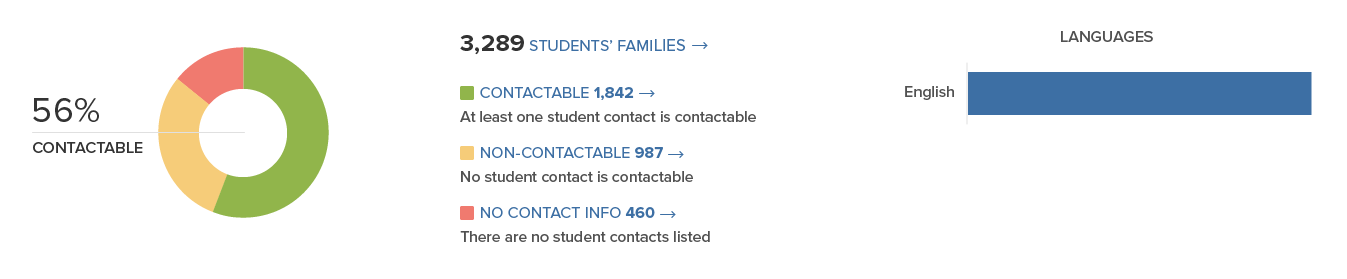 56%
CONTACTABLE
3,289 STUDENTS’ FAMILIES →
CONTACTABLE 1,842 →
At least one student contact is contactable
NON-CONTACTABLE 987 →
No student contact is contactable
NO CONTACT INFO 460 →
There are no student contacts listed
LANGUAGES
English